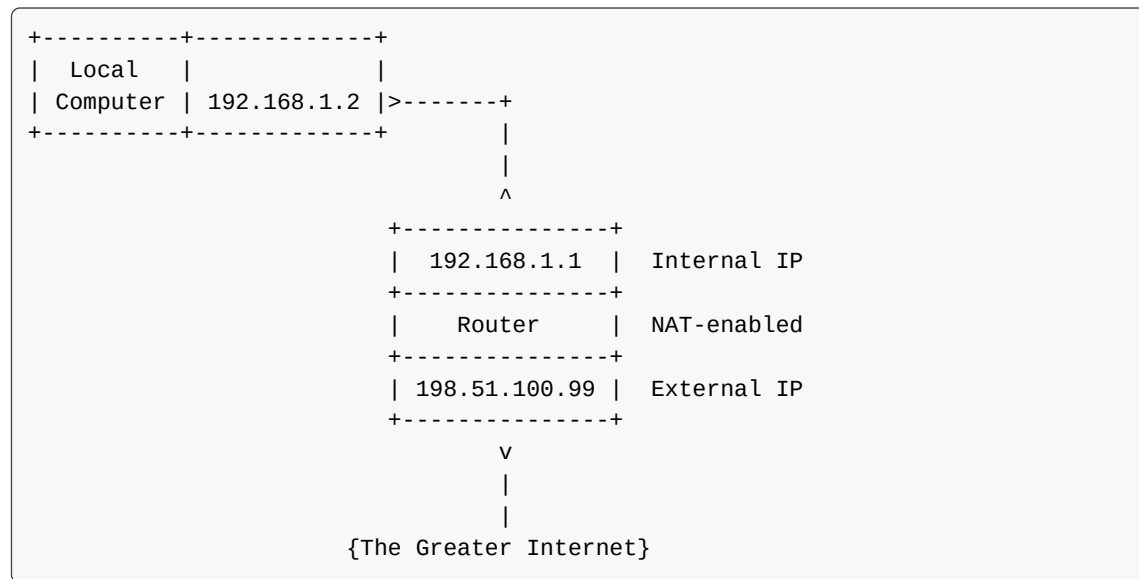 +----------+-------------+
|  Local   |             |
| Computer | 192.168.1.2 |>-------+
+----------+-------------+        |
                                  |
                                  ^
                          +---------------+
                          |  192.168.1.1  |  Internal IP
                          +---------------+
                          |    Router     |  NAT-enabled
                          +---------------+
                          | 198.51.100.99 |  External IP
                          +---------------+
                                  v
                                  |
                                  |
                       {The Greater Internet}